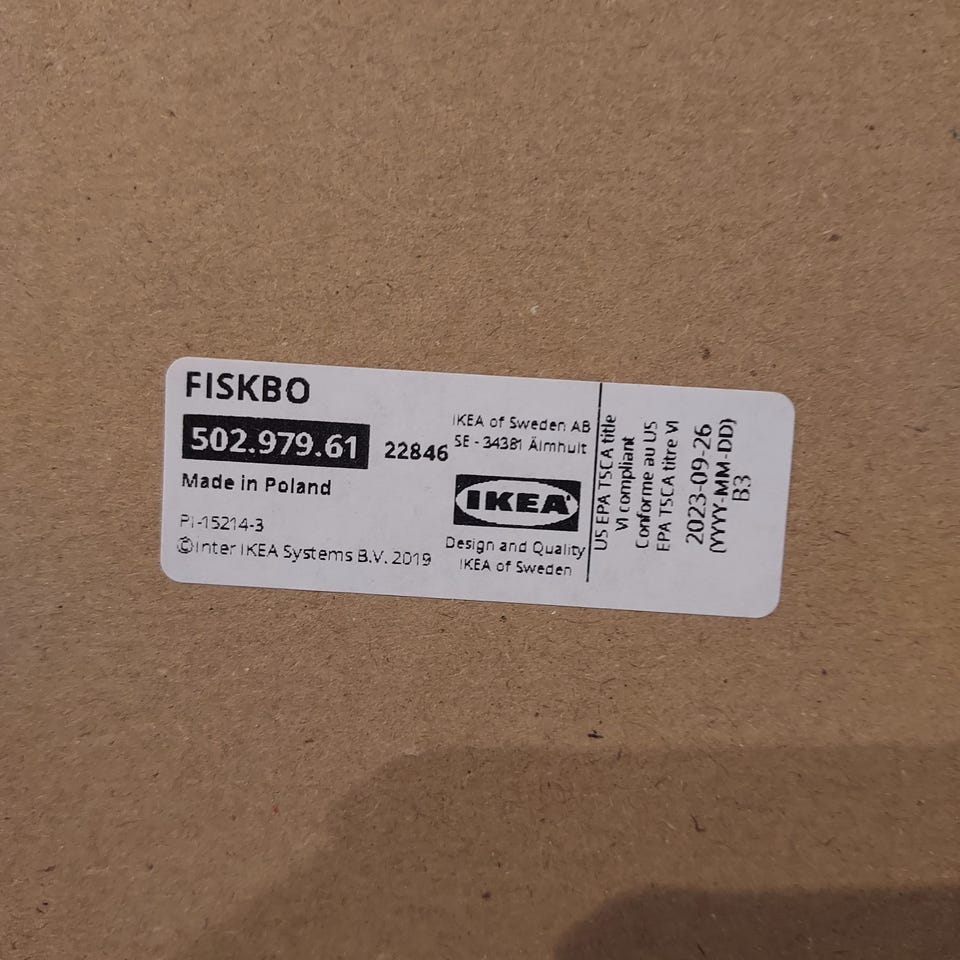 FISKBO
502.979.61
22846
Made in Poland
PI-15214-3
©Inter IKEA Systems B.V. 2019
IKEA of Sweden AB
SE - 34381 Älmhult
IKEA®
Design and Quality
IKEA of Sweden
US EPA TSCA title
VI compliant
Conforme au US
EPA TSCA titre VI
2023-09-26
(YYYY-MM-DD)
B3